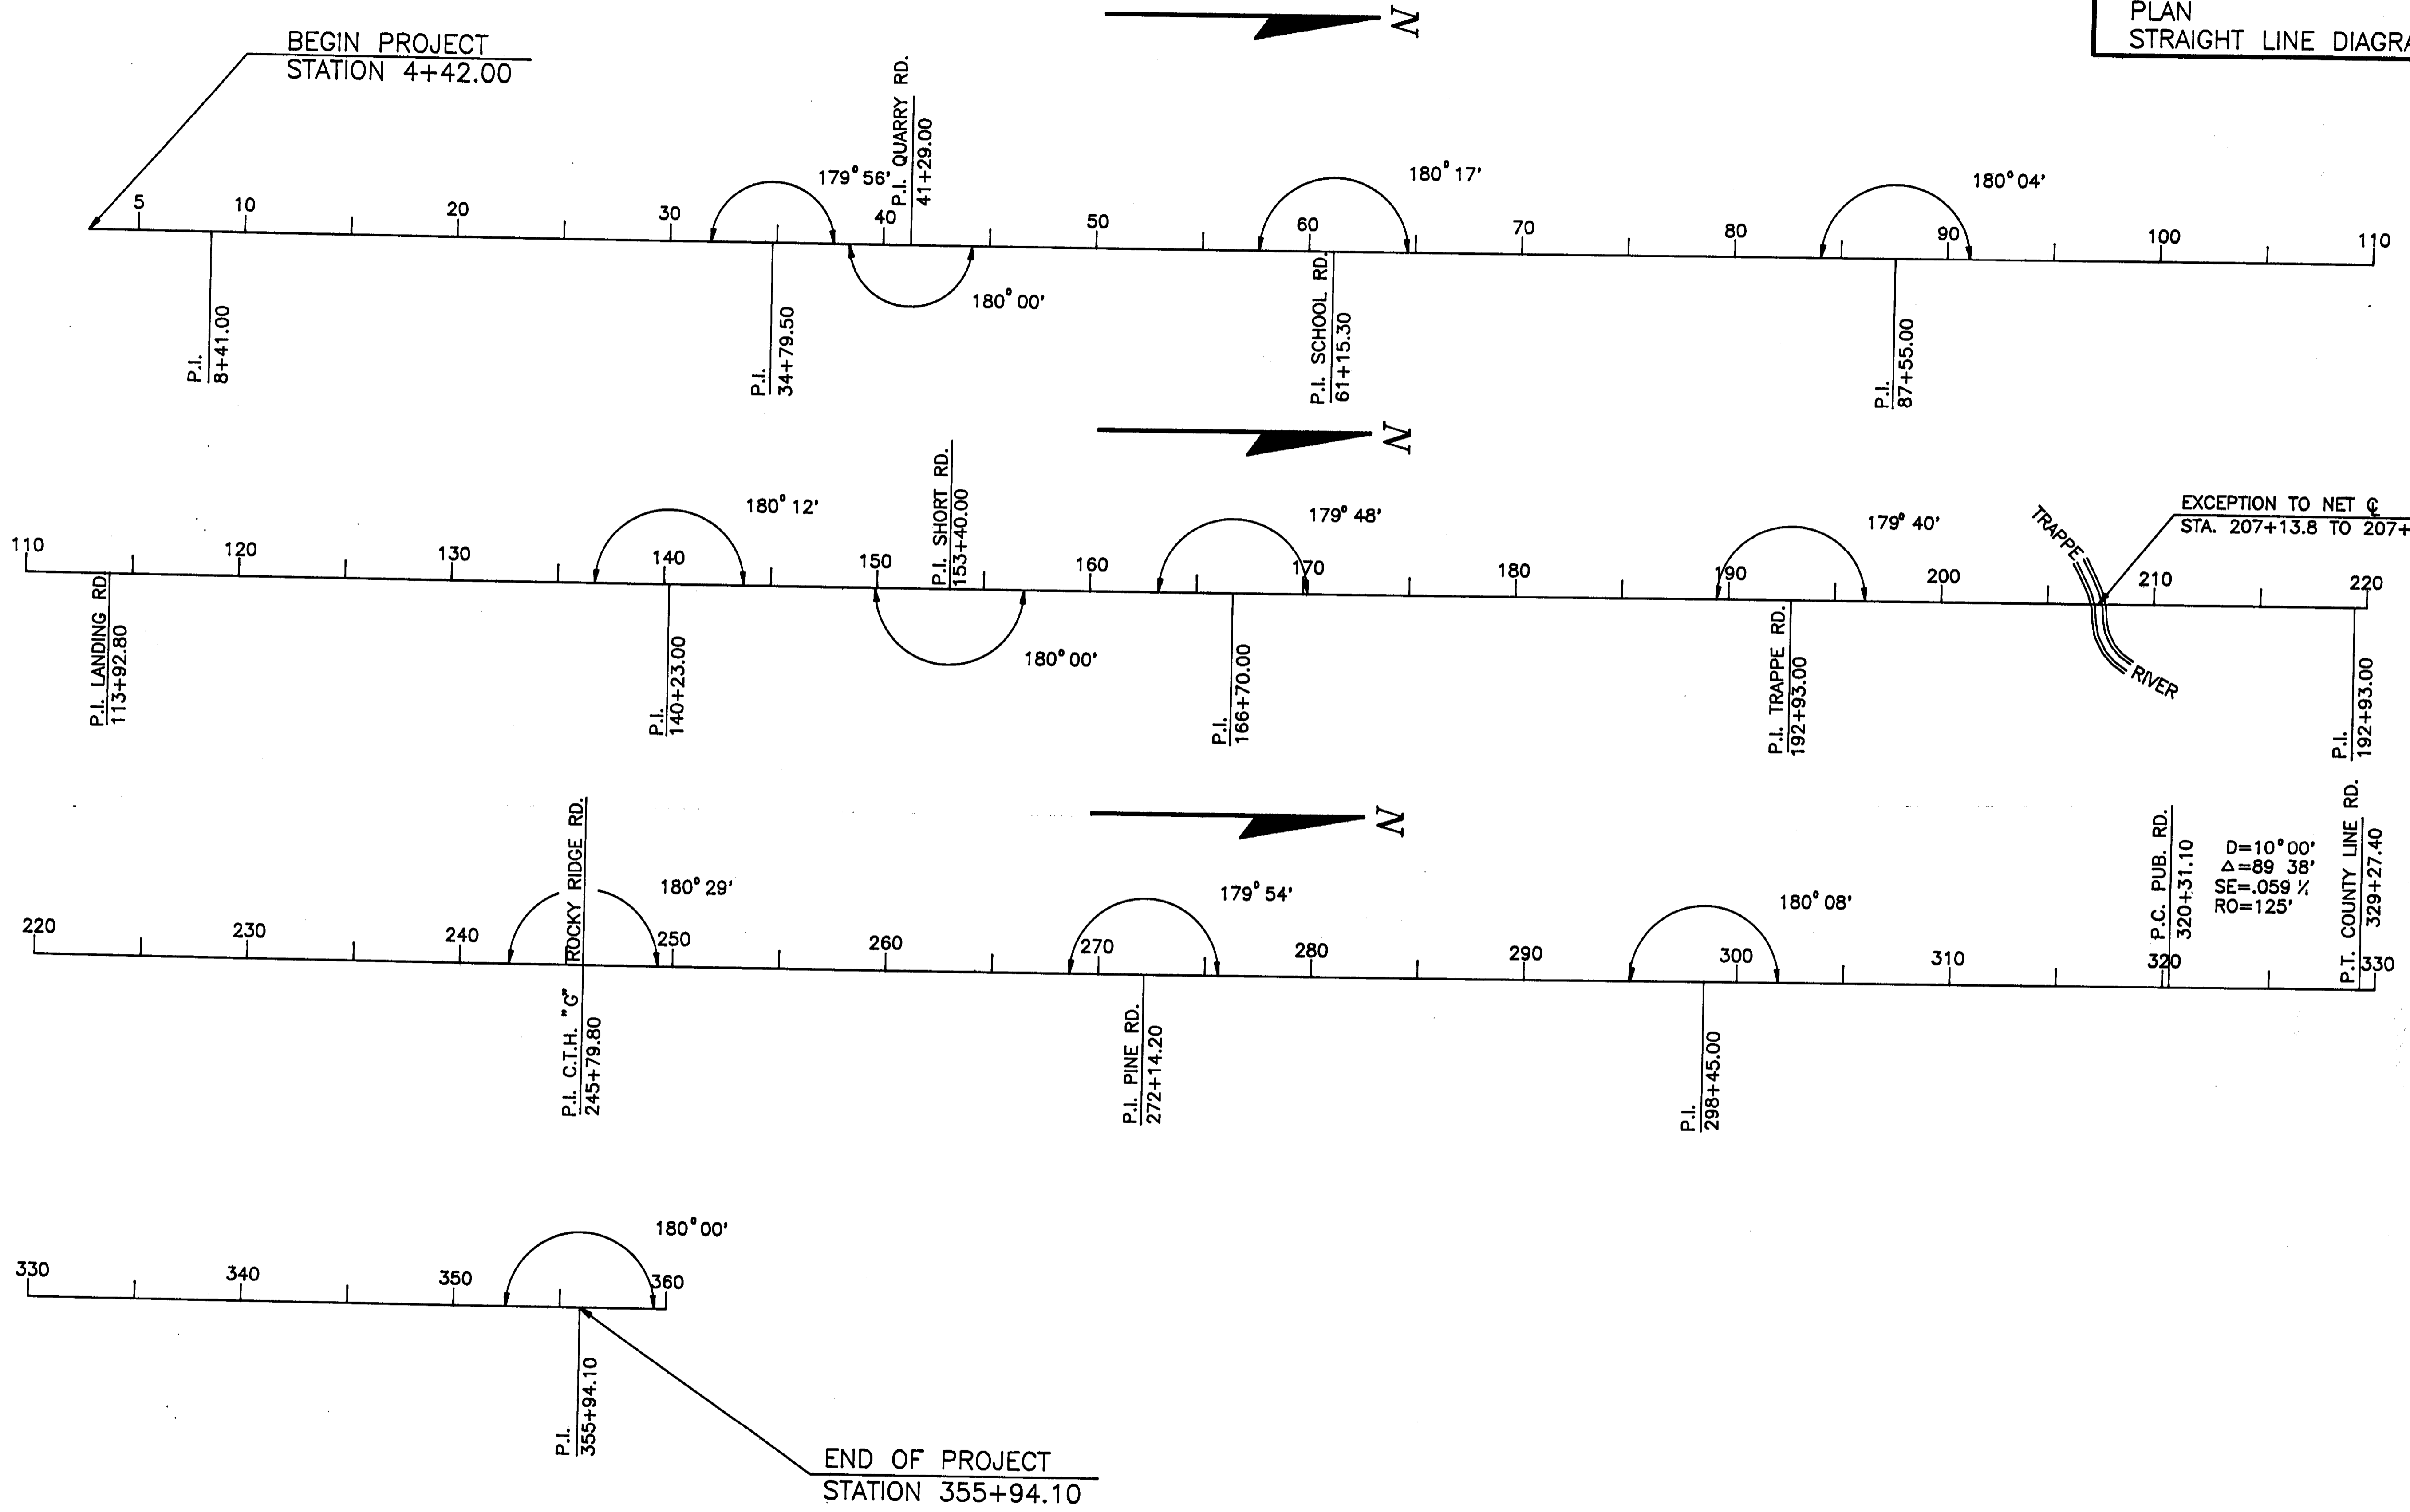 PLAN
STRAIGHT LINE DIAGRA
BEGIN PROJECT
STATION 4+42.00
N
5 10 20 30 40 50 60 70 80 90 100 110
179°56'
P.I. QUARRY RD.
41+29.00
180°00'
180°17'
180°04'
P.I.
8+41.00
P.I.
34+79.50
P.I. SCHOOL RD.
61+15.30
P.I.
87+55.00
N
110 120 130 140 150 160 170 180 190 200 210 220
180°12'
P.I. SHORT RD.
153+40.00
180°00'
179°48'
179°40'
TRAPPE
RIVER
EXCEPTION TO NET ℄
STA. 207+13.8 TO 207+
P.I. LANDING RD
113+92.80
P.I.
140+23.00
P.I.
166+70.00
P.I. TRAPPE RD.
192+93.00
P.I.
192+93.00
N
220 230 240 250 260 270 280 290 300 310 320 330
ROCKY RIDGE RD.
180°29'
179°54'
180°08'
P.C. PUB. RD.
320+31.10
D=10°00'
Δ=89 38'
SE=.059 ⁄
RO=125'
P.T. COUNTY LINE RD.
329+27.40
P.I. C.T.H. "G"
245+79.80
P.I. PINE RD.
272+14.20
P.I.
298+45.00
330 340 350 360
180°00'
P.I.
355+94.10
END OF PROJECT
STATION 355+94.10